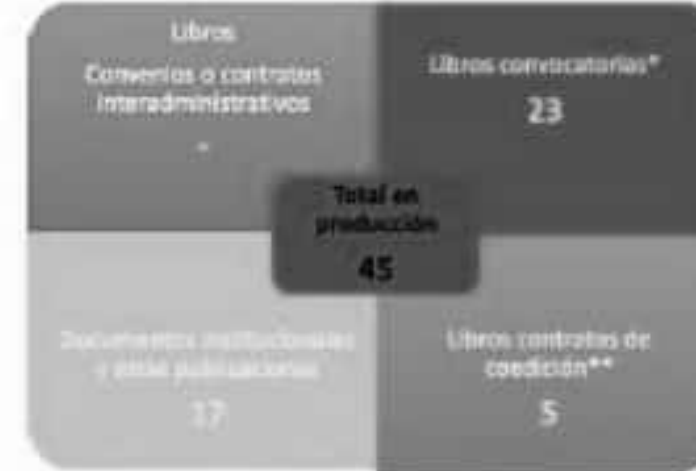 Libros
Convenios o contratos
interadministrativos
-
Libros convocatorias*
23
Total en
producción
45
Documentos institucionales
y otras publicaciones
17
Libros contratos de
coedición**
5